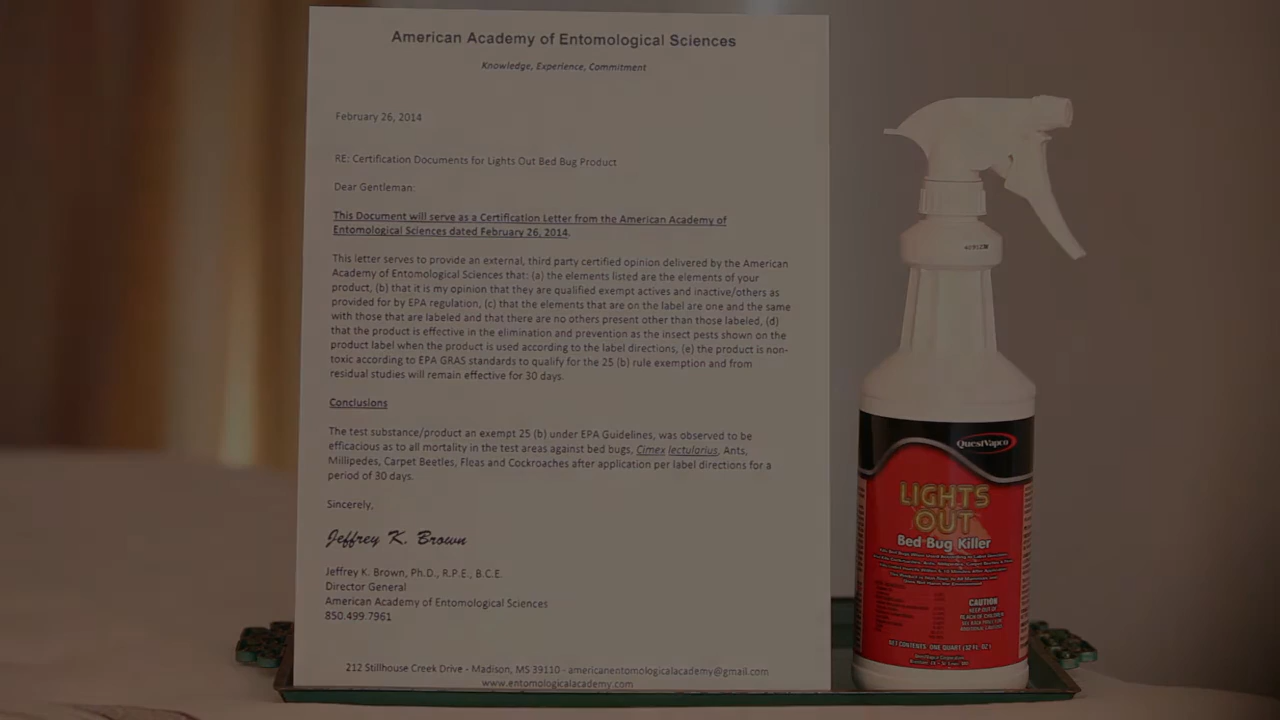 American Academy of Entomological Sciences
Knowledge, Experience, Commitment
February 26, 2014
RE: Certification Documents for Lights Out Bed Bug Product
Dear Gentleman:
This Document will serve as a Certification Letter from the American Academy of
Entomological Sciences dated February 26, 2014.
This letter serves to provide an external, third party certified opinion delivered by the American
Academy of Entomological Sciences that: (a) the elements listed are the elements of your
product, (b) that it is my opinion that they are qualified exempt actives and inactive/others as
provided for by EPA regulation, (c) that the elements that are on the label are one and the same
with those that are labeled and that there are no others present other than those labeled, (d)
that the product is effective in the elimination and prevention as the insect pests shown on the
product label when the product is used according to the label directions, (e) the product is non-
toxic according to EPA GRAS standards to qualify for the 25 (b) rule exemption and from
residual studies will remain effective for 30 days.
Conclusions
The test substance/product an exempt 25 (b) under EPA Guidelines, was observed to be
efficacious as to all mortality in the test areas against bed bugs, Cimex lectularius, Ants,
Millipedes, Carpet Beetles, Fleas and Cockroaches after application per label directions for a
period of 30 days.
Sincerely,
Jeffrey K. Brown
Jeffrey K. Brown, Ph.D., R.P.E., B.C.E.
Director General
American Academy of Entomological Sciences
850.499.7961
212 Stillhouse Creek Drive - Madison, MS 39110 - americanentomologicalacademy@gmail.com
www.entomologicalacademy.com
QuestVapco
LIGHTS
OUT
Bed Bug Killer
CAUTION
KEEP OUT OF
REACH OF CHILDREN
NET CONTENTS: ONE QUART (32 FL OZ)